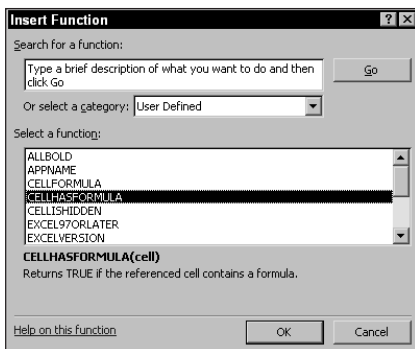 Insert Function
Search for a function:
Type a brief description of what you want to do and then
click Go
Go
Or select a category: User Defined
Select a function:
ALLBOLD
APPNAME
CELLFORMULA
CELLHASFORMULA
CELLISHIDDEN
EXCEL97ORLATER
EXCELVERSION
CELLHASFORMULA(cell)
Returns TRUE if the referenced cell contains a formula.
Help on this function
OK
Cancel